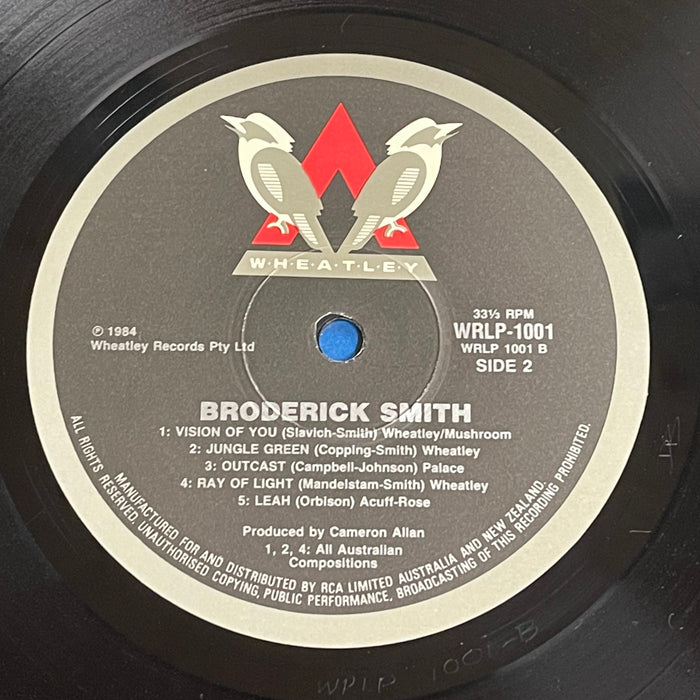 W·H·E·A·T·L·E·Y
℗ 1984
Wheatley Records Pty Ltd
33⅓ RPM
WRLP-1001
WRLP 1001 B
SIDE 2
BRODERICK SMITH
1: VISION OF YOU (Slavich-Smith) Wheatley/Mushroom
2: JUNGLE GREEN (Copping-Smith) Wheatley
3: OUTCAST (Campbell-Johnson) Palace
4: RAY OF LIGHT (Mandelstam-Smith) Wheatley
5: LEAH (Orbison) Acuff-Rose
Produced by Cameron Allan
1, 2, 4: All Australian
Compositions
MANUFACTURED FOR AND DISTRIBUTED BY RCA LIMITED AUSTRALIA AND NEW ZEALAND.
ALL RIGHTS RESERVED. UNAUTHORISED COPYING, PUBLIC PERFORMANCE, BROADCASTING OF THIS RECORDING PROHIBITED.
WRLP 1001-B